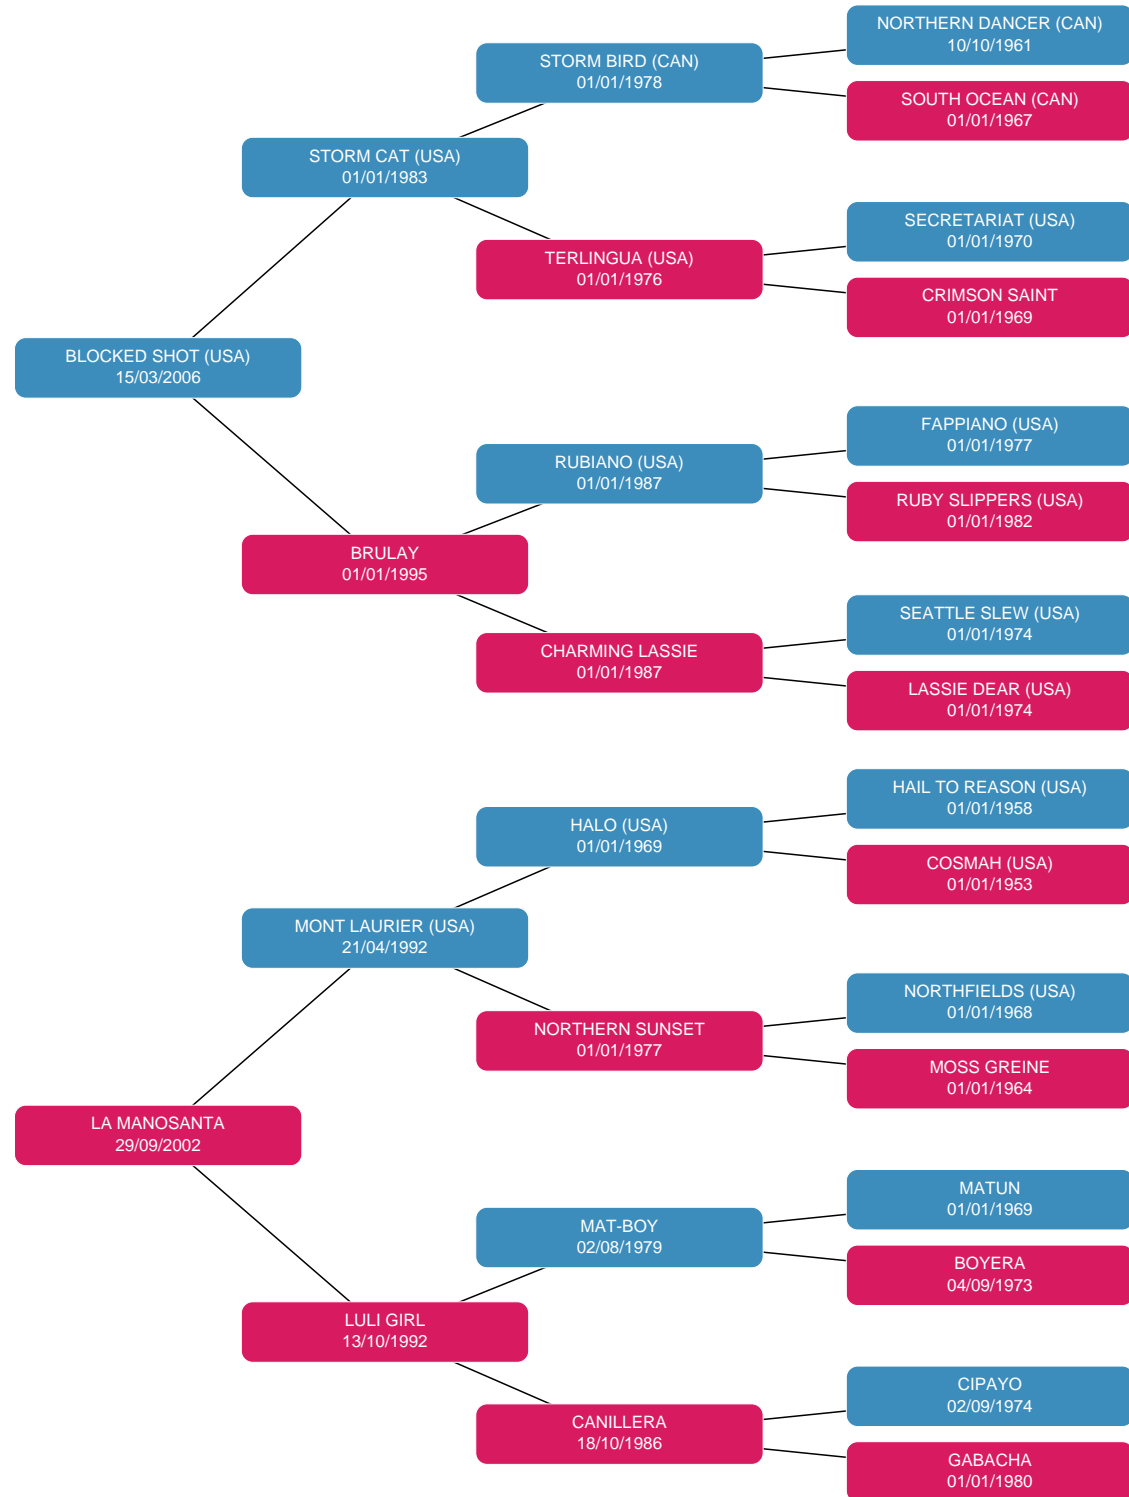 NORTHERN DANCER (CAN)
10/10/1961
STORM BIRD (CAN)
01/01/1978
SOUTH OCEAN (CAN)
01/01/1967
STORM CAT (USA)
01/01/1983
SECRETARIAT (USA)
01/01/1970
TERLINGUA (USA)
01/01/1976
CRIMSON SAINT
01/01/1969
BLOCKED SHOT (USA)
15/03/2006
FAPPIANO (USA)
01/01/1977
RUBIANO (USA)
01/01/1987
RUBY SLIPPERS (USA)
01/01/1982
BRULAY
01/01/1995
SEATTLE SLEW (USA)
01/01/1974
CHARMING LASSIE
01/01/1987
LASSIE DEAR (USA)
01/01/1974
HAIL TO REASON (USA)
01/01/1958
HALO (USA)
01/01/1969
COSMAH (USA)
01/01/1953
MONT LAURIER (USA)
21/04/1992
NORTHFIELDS (USA)
01/01/1968
NORTHERN SUNSET
01/01/1977
MOSS GREINE
01/01/1964
LA MANOSANTA
29/09/2002
MATUN
01/01/1969
MAT-BOY
02/08/1979
BOYERA
04/09/1973
LULI GIRL
13/10/1992
CIPAYO
02/09/1974
CANILLERA
18/10/1986
GABACHA
01/01/1980